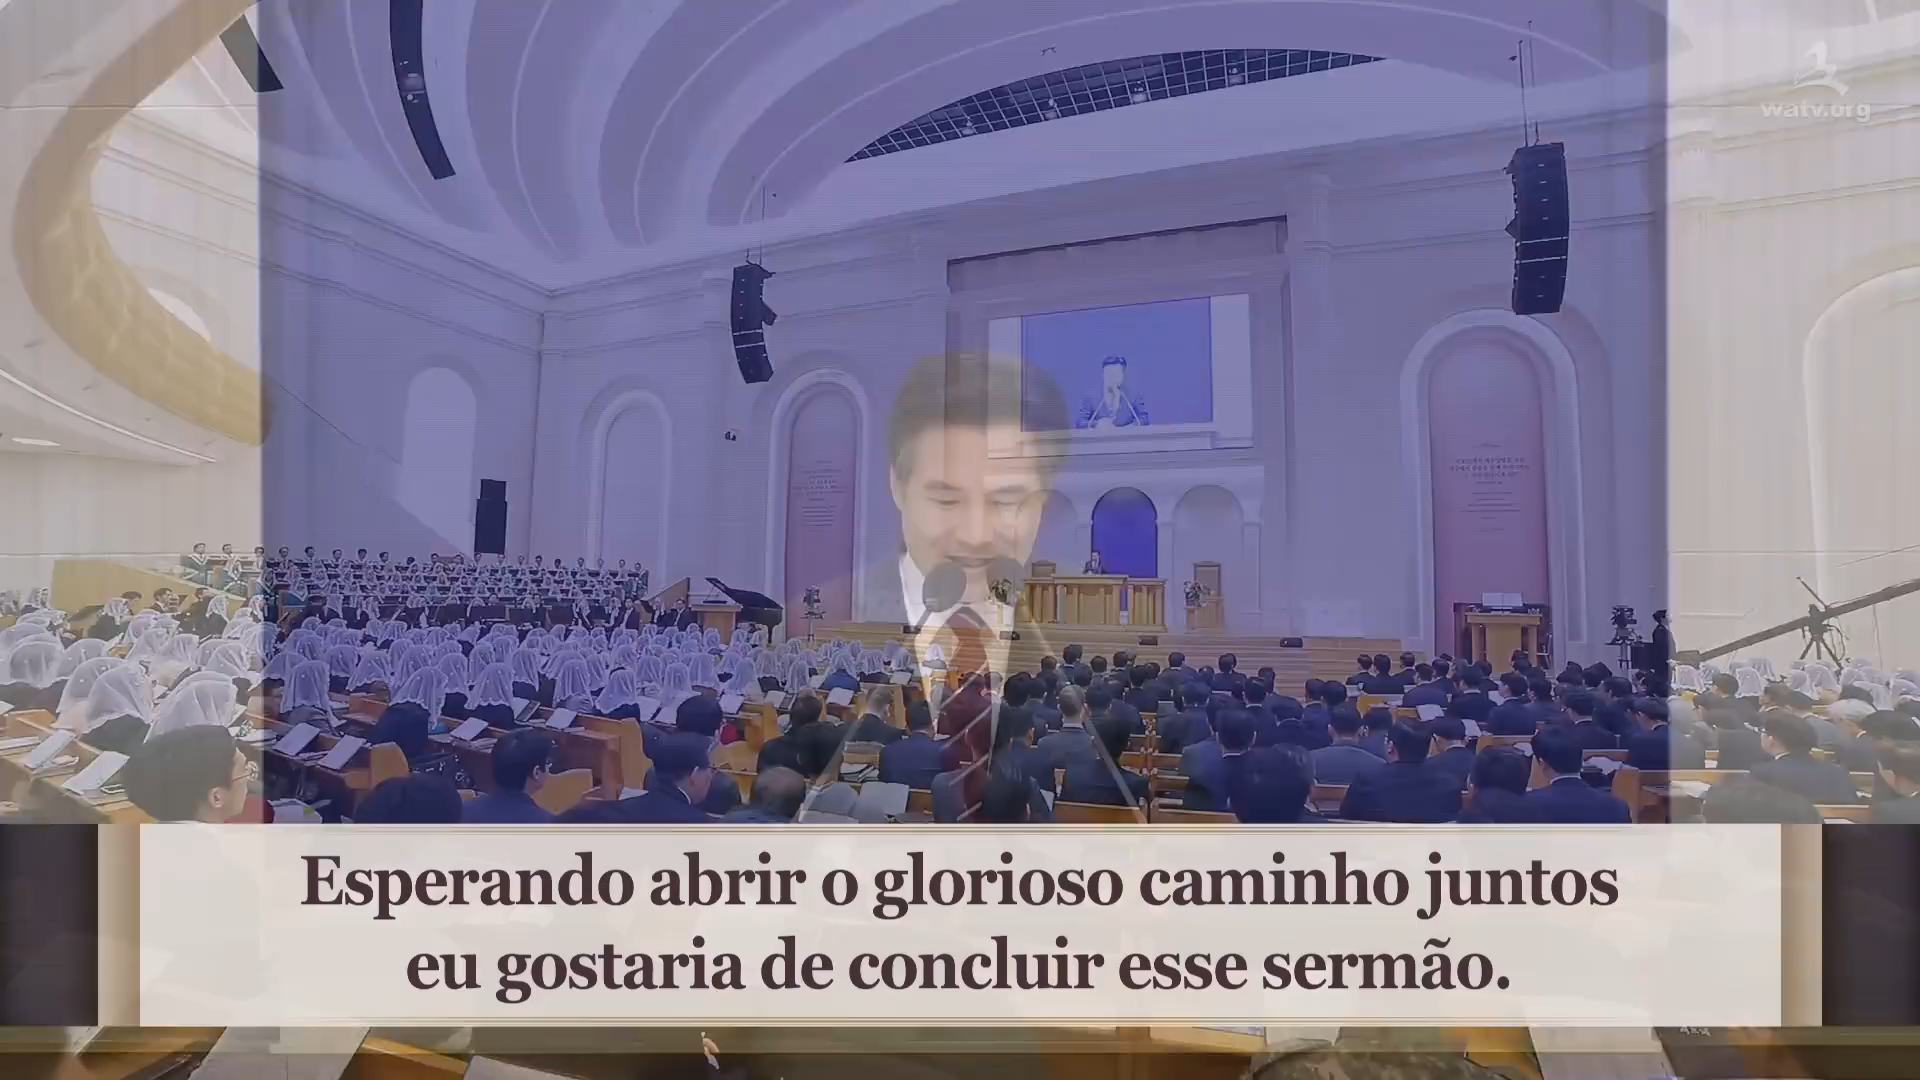 watv.org
Esperando abrir o glorioso caminho juntos
eu gostaria de concluir esse sermão.